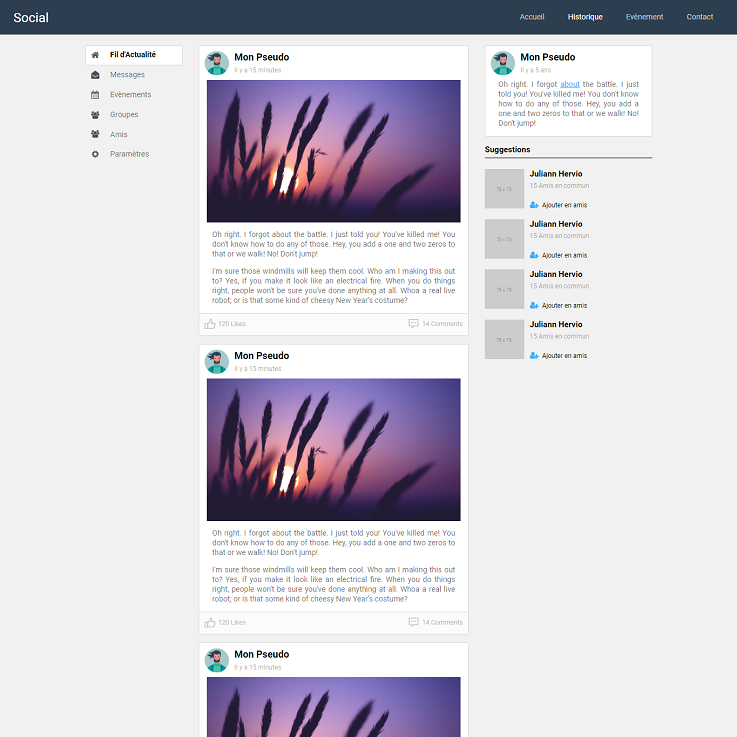 Social
Accueil
Historique
Evènement
Contact
Fil d'Actualité
Messages
Evènements
Groupes
Amis
Paramètres
Mon Pseudo
Il y a 15 minutes
Oh right. I forgot about the battle. I just told you! You've killed me! You
don't know how to do any of those. Hey, you add a one and two zeros to
that or we walk! No! Don't jump!
I'm sure those windmills will keep them cool. Who am I making this out
to? Yes, if you make it look like an electrical fire. When you do things
right, people won't be sure you've done anything at all. Whoa a real live
robot; or is that some kind of cheesy New Year's costume?
120 Likes
14 Comments
Mon Pseudo
Il y a 15 minutes
Oh right. I forgot about the battle. I just told you! You've killed me! You
don't know how to do any of those. Hey, you add a one and two zeros to
that or we walk! No! Don't jump!
I'm sure those windmills will keep them cool. Who am I making this out
to? Yes, if you make it look like an electrical fire. When you do things
right, people won't be sure you've done anything at all. Whoa a real live
robot; or is that some kind of cheesy New Year's costume?
120 Likes
14 Comments
Mon Pseudo
Il y a 15 minutes
Mon Pseudo
Il y a 5 ans
Oh right. I forgot about the battle. I just
told you! You've killed me! You don't know
how to do any of those. Hey, you add a
one and two zeros to that or we walk! No!
Don't jump!
Suggestions
Juliann Hervio
15 Amis en commun
Ajouter en amis
Juliann Hervio
15 Amis en commun
Ajouter en amis
Juliann Hervio
15 Amis en commun
Ajouter en amis
Juliann Hervio
15 Amis en commun
Ajouter en amis